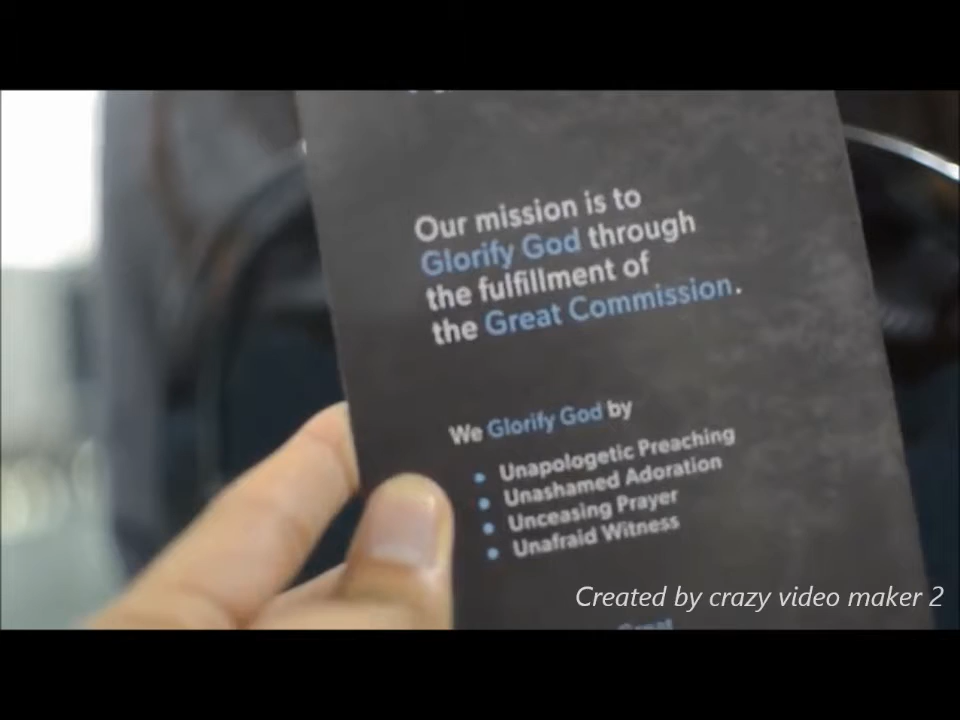 Our mission is to
Glorify God through
the fulfillment of
the Great Commission.
We Glorify God by
• Unapologetic Preaching
• Unashamed Adoration
• Unceasing Prayer
• Unafraid Witness
Great
Created by crazy video maker 2